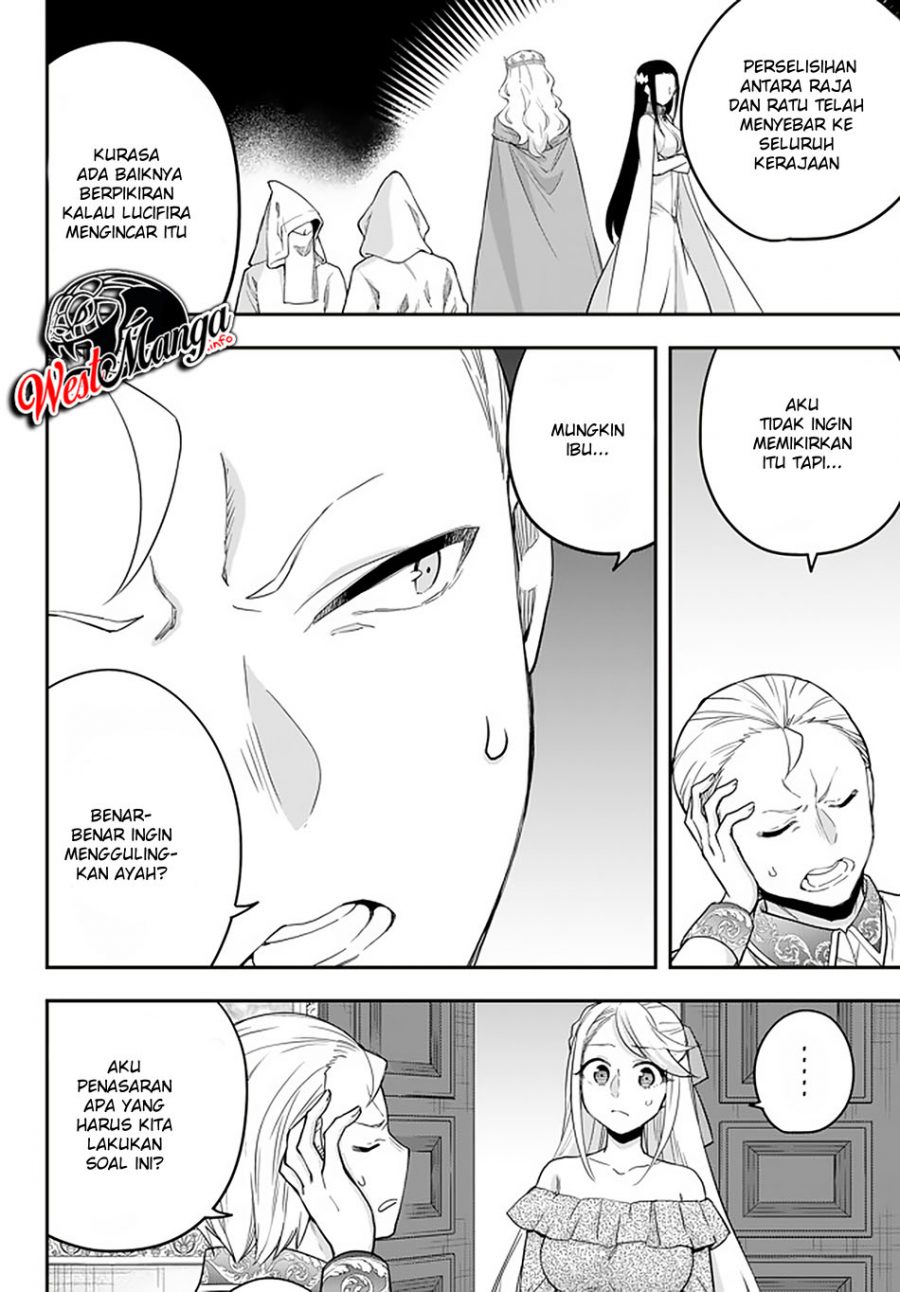 PERSELISIHAN
ANTARA RAJA
DAN RATU TELAH
MENYEBAR KE
SELURUH
KERAJAAN
KURASA
ADA BAIKNYA
BERPIKIRAN
KALAU LUCIFIRA
MENGINCAR ITU
WestManga
.info
AKU
TIDAK INGIN
MEMIKIRKAN
ITU TAPI...
MUNGKIN
IBU...
BENAR-
BENAR INGIN
MENGGULING-
KAN AYAH?
......
AKU
PENASARAN
APA YANG
HARUS KITA
LAKUKAN
SOAL INI?